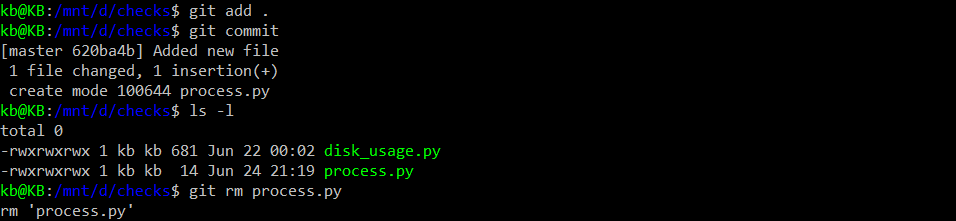 kb@KB:/mnt/d/checks$ git add .
kb@KB:/mnt/d/checks$ git commit
[master 620ba4b] Added new file
 1 file changed, 1 insertion(+)
 create mode 100644 process.py
kb@KB:/mnt/d/checks$ ls -l
total 0
-rwxrwxrwx 1 kb kb 681 Jun 22 00:02 disk_usage.py
-rwxrwxrwx 1 kb kb  14 Jun 24 21:19 process.py
kb@KB:/mnt/d/checks$ git rm process.py
rm 'process.py'